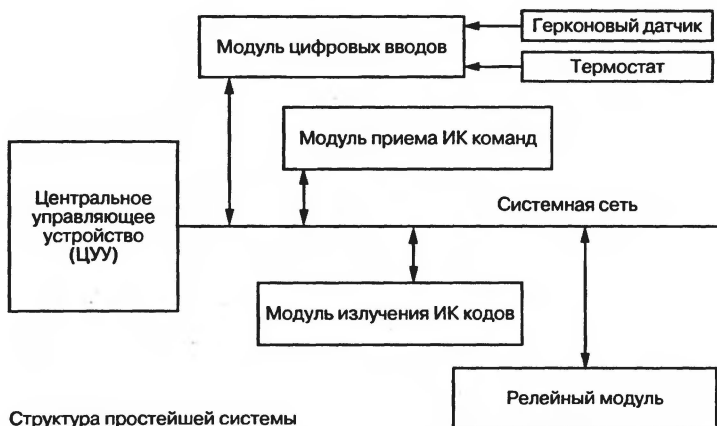 Модуль цифровых вводов
Герконовый датчик
Термостат
Модуль приема ИК команд
Центральное
управляющее
устройство
(ЦУУ)
Системная сеть
Модуль излучения ИК кодов
Релейный модуль
Структура простейшей системы